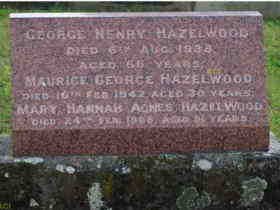 GEORGE HENRY HAZELWOOD
DIED 6TH AUG. 1938.
AGED 66 YEARS.
MAURICE GEORGE HAZELWOOD
DIED 16TH FEB 1942 AGED 30 YEARS.
MARY HANNAH AGNES HAZELWOOD
DIED 24TH FEB. 1968, AGED 91 YEARS.